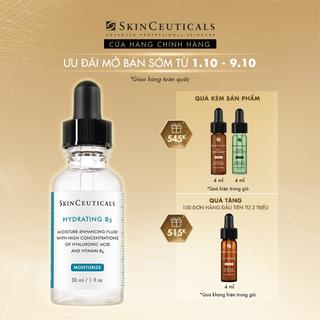 SKINCEUTICALS
ADVANCED PROFESSIONAL SKINCARE
CỬA HÀNG CHÍNH HÃNG
ƯU ĐÃI MỞ BÁN SỚM TỪ 1.10 - 9.10
*Giao hàng toàn quốc
QUÀ KÈM SẢN PHẨM
545K
4 ml
4 ml
*Quà hiện trong giỏ
QUÀ TẶNG
100 ĐƠN HÀNG ĐẦU TIÊN TỪ 2 TRIỆU
515K
4 ml
*Quà không hiện trong giỏ
SKINCEUTICALS
HYDRATING B5
MOISTURE-ENHANCING FLUID
WITH HIGH CONCENTRATIONS
OF HYALURONIC ACID
AND VITAMIN B5
MOISTURIZE
30 ml / 1 fl oz